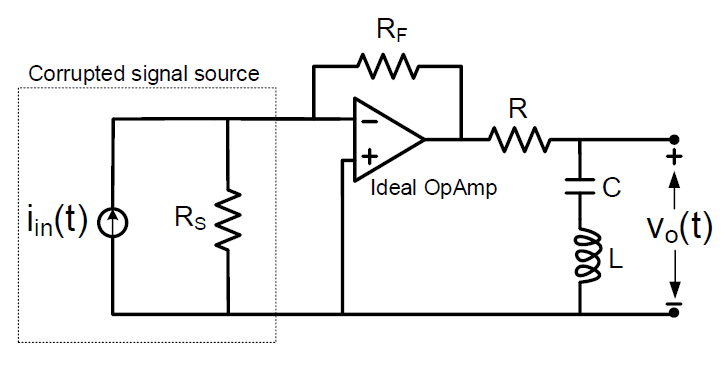 R_F
Corrupted signal source
R
− +
Ideal OpAmp
i_in(t)
R_S
C
L
+
v_o(t)
−